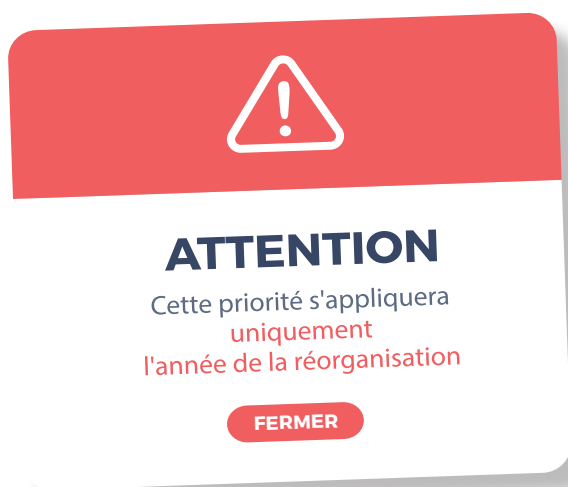 ATTENTION
Cette priorité s'appliquera
uniquement
l'année de la réorganisation
FERMER